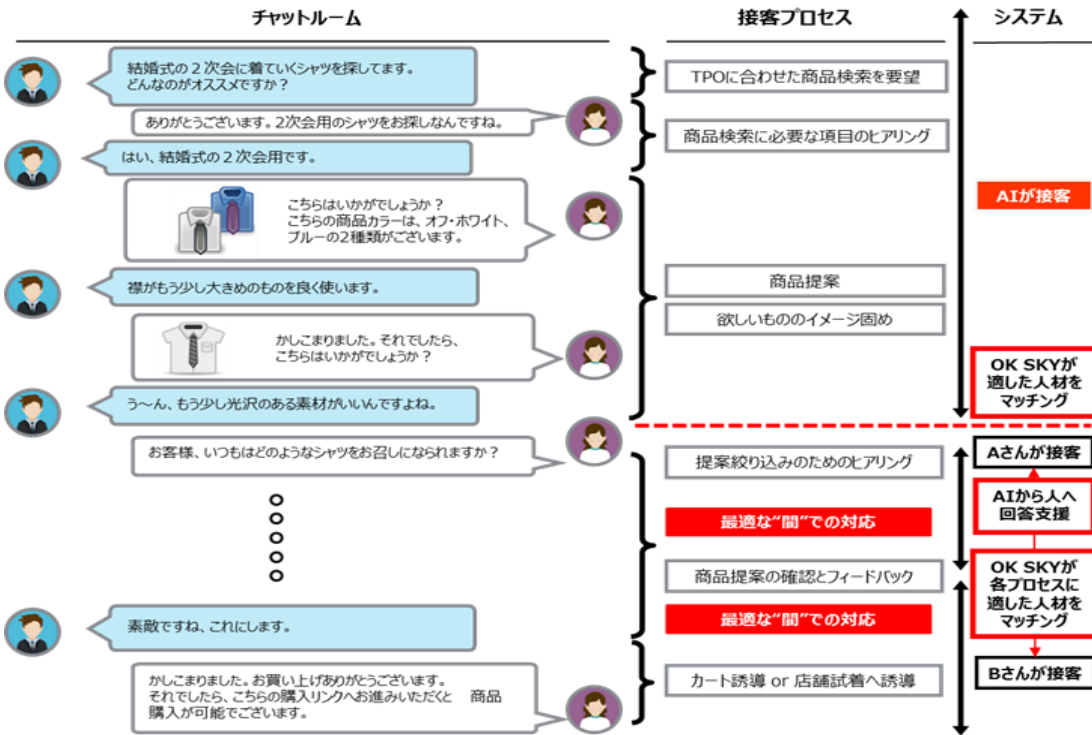 チャットルーム
接客プロセス
システム
結婚式の２次会に着ていくシャツを探してます。
どんなのがオススメですか？
ありがとうございます。2次会用のシャツをお探しなんですね。
はい、結婚式の２次会用です。
こちらはいかがでしょうか？
こちらの商品カラーは、オフ・ホワイト、
ブルーの2種類がございます。
襟がもう少し大きめのものを良く使います。
かしこまりました。それでしたら、
こちらはいかがでしょうか？
う～ん、もう少し光沢のある素材がいいんですよね。
お客様、いつもはどのようなシャツをお召しになられますか？
素敵ですね、これにします。
かしこまりました。お買い上げありがとうございます。
それでしたら、こちらの購入リンクへお進みいただくと　商品
購入が可能でございます。
TPOに合わせた商品検索を要望
商品検索に必要な項目のヒアリング
商品提案
欲しいもののイメージ固め
提案絞り込みのためのヒアリング
最適な“間”での対応
商品提案の確認とフィードバック
最適な“間”での対応
カート誘導 or 店舗試着へ誘導
AIが接客
OK SKYが
適した人材を
マッチング
Aさんが接客
AIから人へ
回答支援
OK SKYが
各プロセスに
適した人材を
マッチング
Bさんが接客